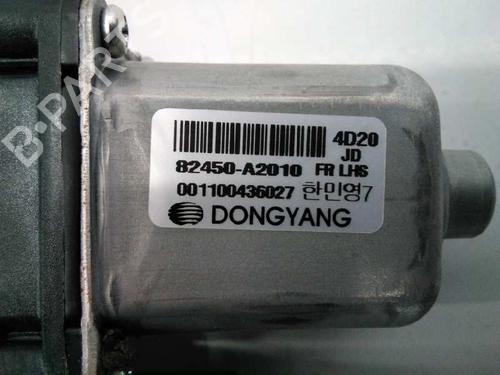 B-PARTS
4D20
JD
82450-A2010 FR LHS
001100436027 한민영7
DONGYANG